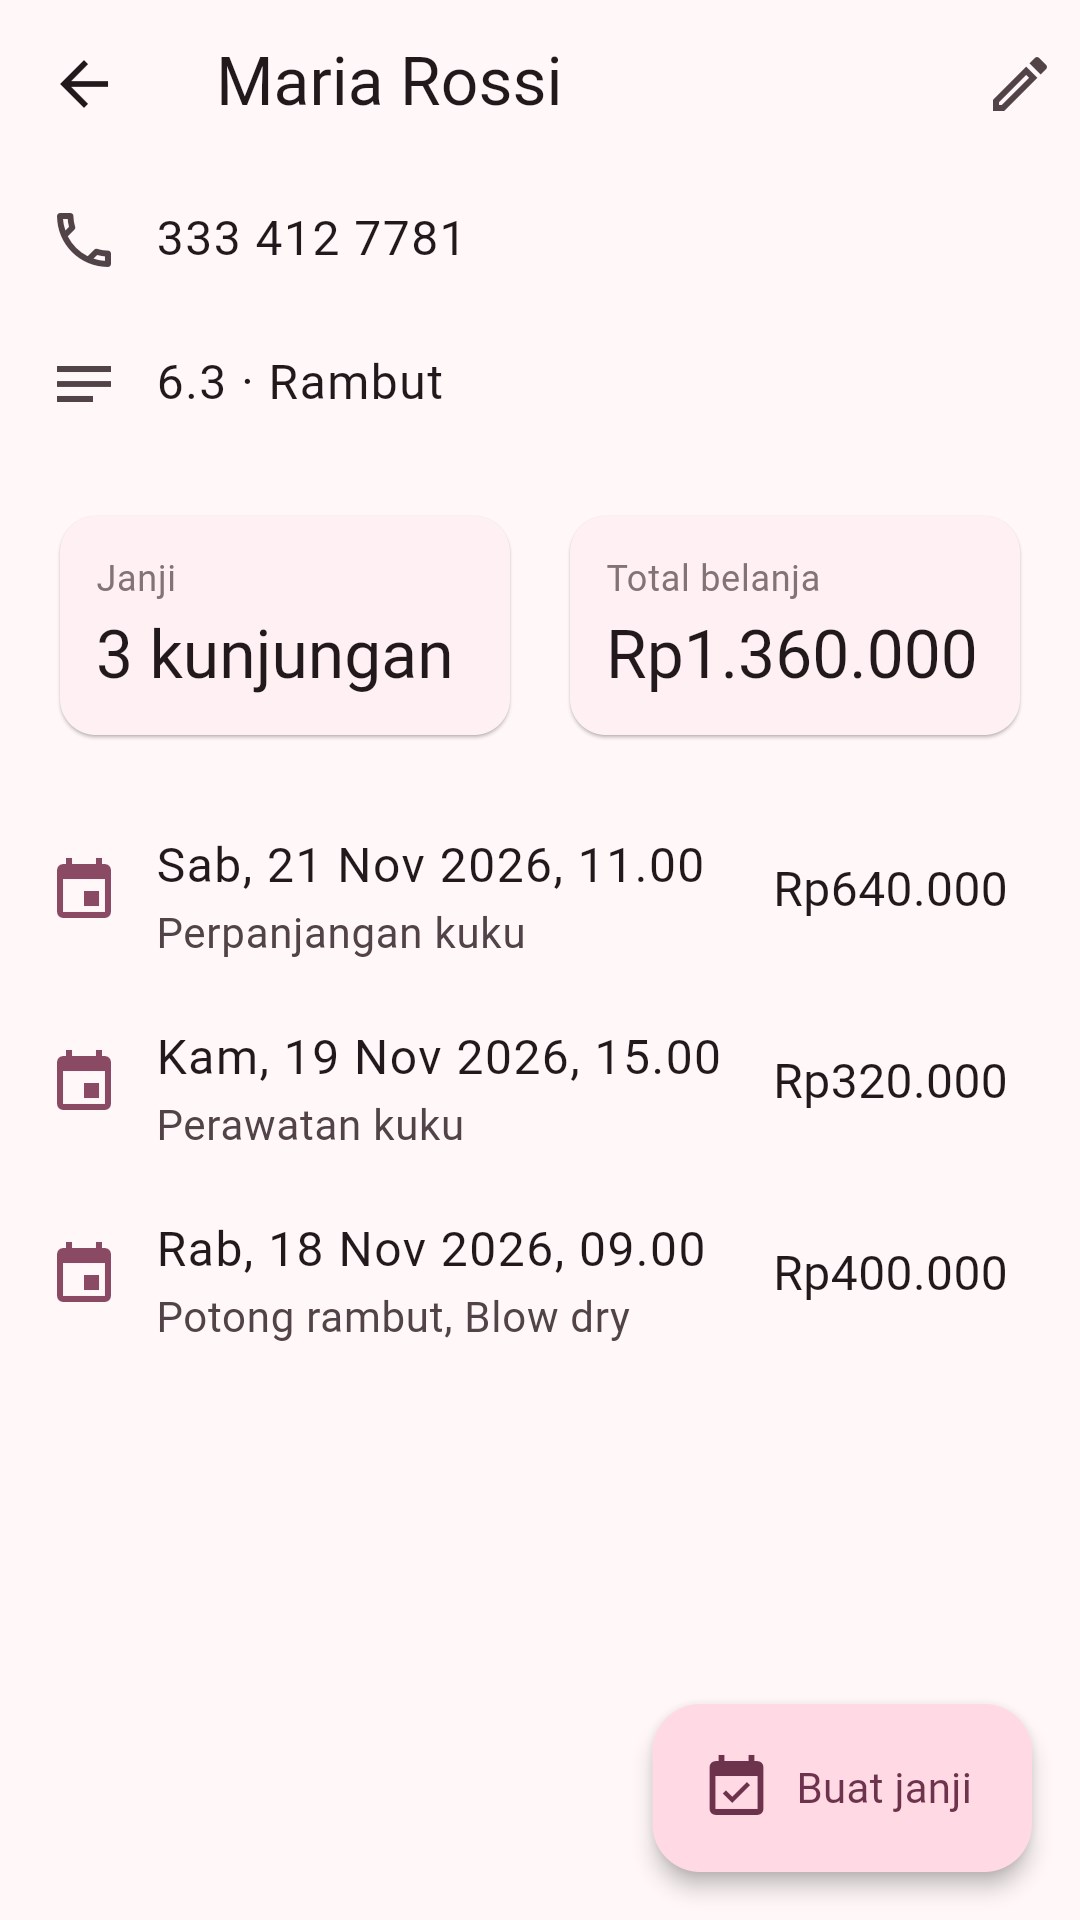 Maria Rossi
333 412 7781
6.3 · Rambut
Janji
3 kunjungan
Total belanja
Rp1.360.000
Sab, 21 Nov 2026, 11.00
Perpanjangan kuku
Rp640.000
Kam, 19 Nov 2026, 15.00
Perawatan kuku
Rp320.000
Rab, 18 Nov 2026, 09.00
Potong rambut, Blow dry
Rp400.000
Buat janji